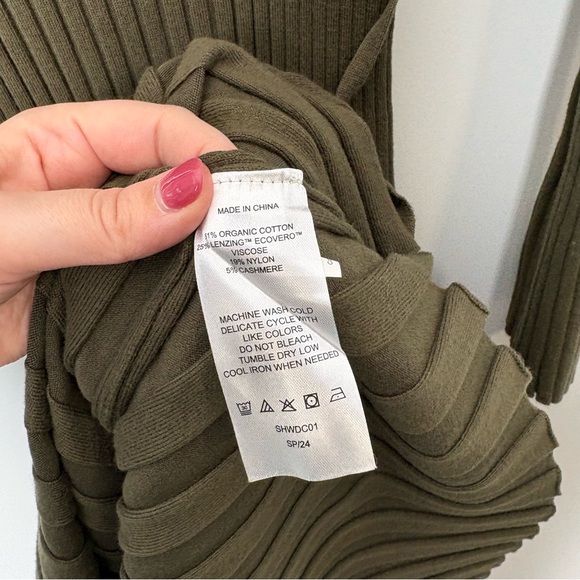 MADE IN CHINA
1% ORGANIC COTTON
25% LENZING™ ECOVERO™
VISCOSE
19% NYLON
5% CASHMERE
MACHINE WASH COLD
DELICATE CYCLE WITH
LIKE COLORS
DO NOT BLEACH
TUMBLE DRY LOW
COOL IRON WHEN NEEDED
SHWDC01
SP/24